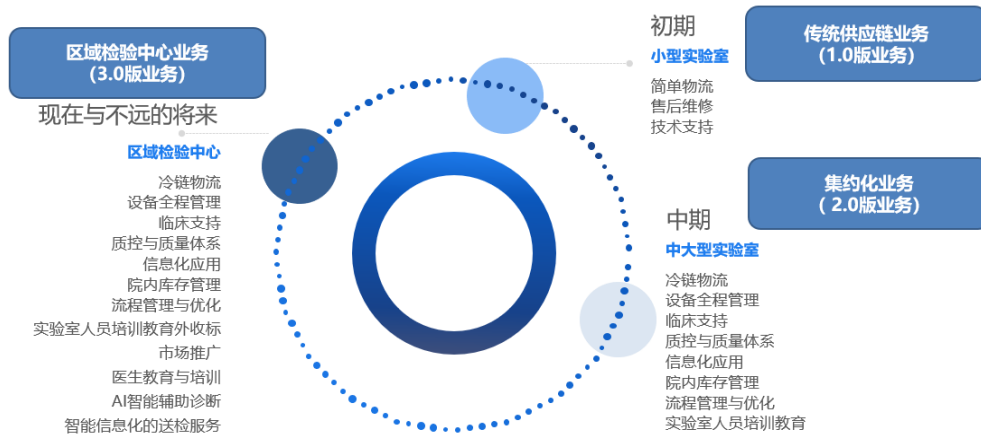 初期
小型实验室
简单物流
售后维修
技术支持
传统供应链业务
(1.0版业务)
中期
中大型实验室
冷链物流
设备全程管理
临床支持
质控与质量体系
信息化应用
院内库存管理
流程管理与优化
实验室人员培训教育
集约化业务
( 2.0版业务)
区域检验中心业务
(3.0版业务)
现在与不远的将来
区域检验中心
冷链物流
设备全程管理
临床支持
质控与质量体系
信息化应用
院内库存管理
流程管理与优化
实验室人员培训教育外收标
市场推广
医生教育与培训
AI智能辅助诊断
智能信息化的送检服务